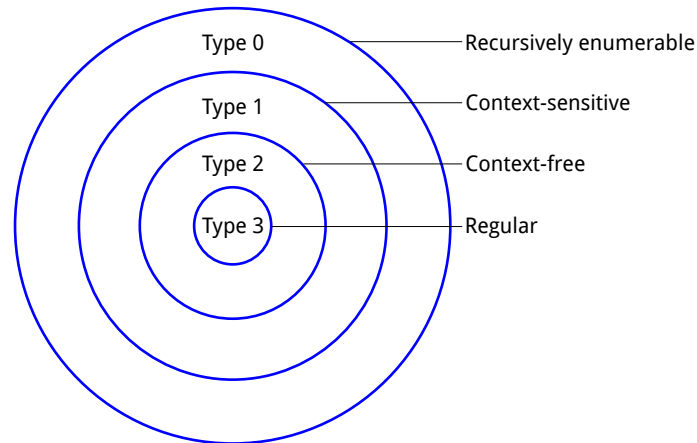 Type 0
Recursively enumerable
Type 1
Context-sensitive
Type 2
Context-free
Type 3
Regular